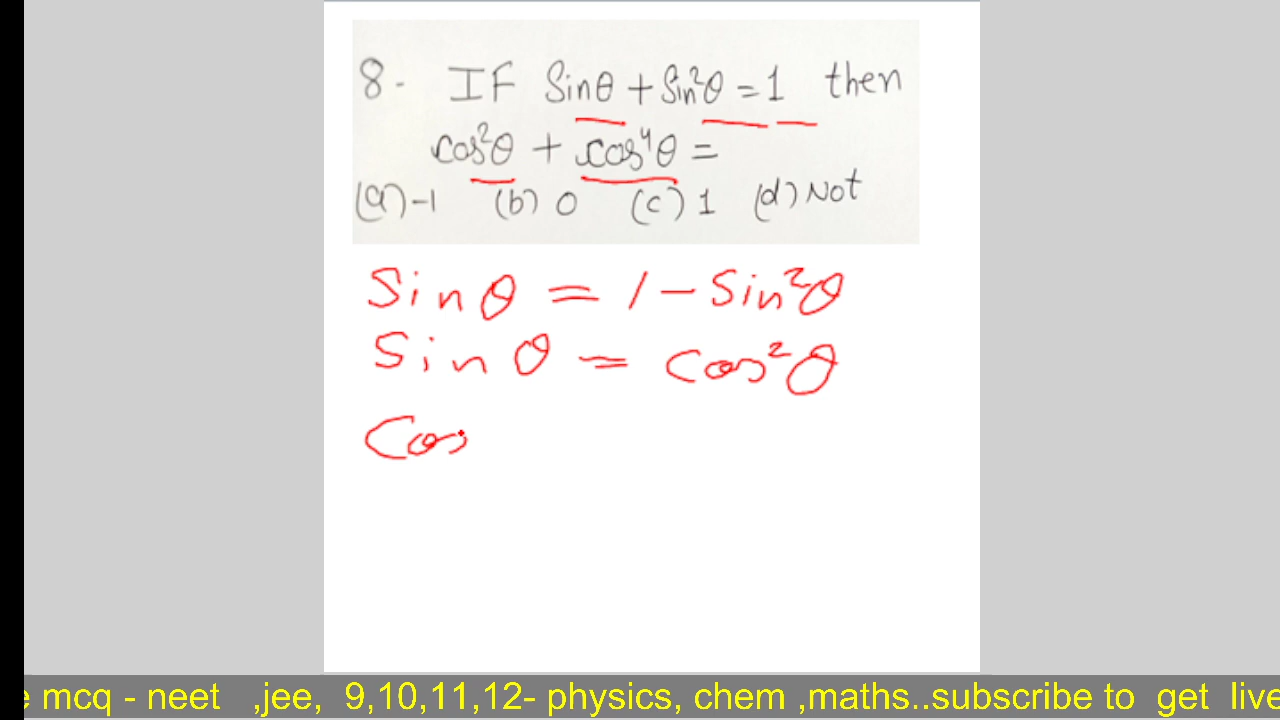 8. IF Sinθ + Sin²θ = 1 then
cos²θ + cos⁴θ =
(a) -1 (b) 0 (c) 1 (d) Not
Sin θ = 1 - Sin²θ
Sin θ = Cos²θ
Cos
e mcq - neet ,jee, 9,10,11,12- physics, chem ,maths..subscribe to get live